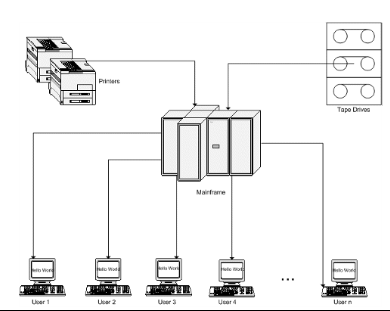 Printers
Tape Drives
Mainframe
Hello World
Hello World
Hello World
Hello World
Hello World
...
User 1
User 2
User 3
User 4
User n